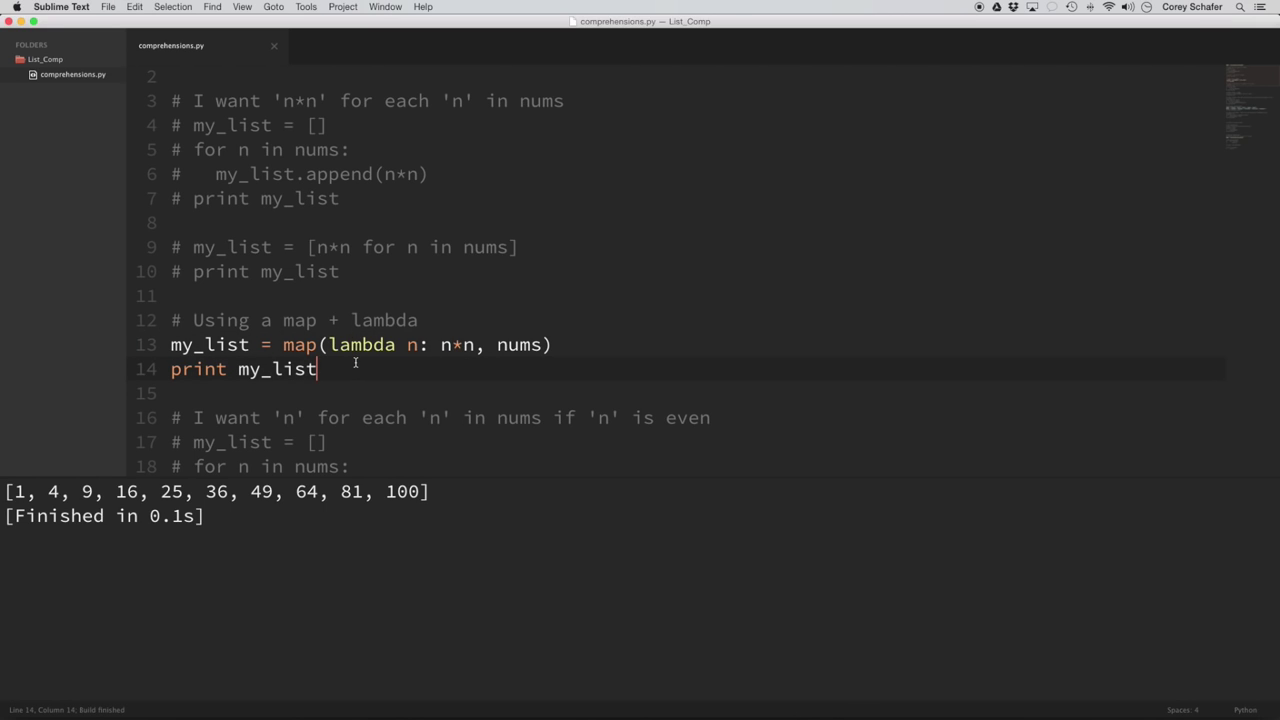 Sublime Text File Edit Selection Find View Goto Tools Project Window Help Corey Schafer
comprehensions.py — List_Comp
FOLDERS
List_Comp
comprehensions.py
comprehensions.py
2
3 # I want 'n*n' for each 'n' in nums
4 # my_list = []
5 # for n in nums:
6 #   my_list.append(n*n)
7 # print my_list
8
9 # my_list = [n*n for n in nums]
10 # print my_list
11
12 # Using a map + lambda
13 my_list = map(lambda n: n*n, nums)
14 print my_list
15
16 # I want 'n' for each 'n' in nums if 'n' is even
17 # my_list = []
18 # for n in nums:
[1, 4, 9, 16, 25, 36, 49, 64, 81, 100]
[Finished in 0.1s]
Line 14, Column 14, Build finished Spaces: 4 Python